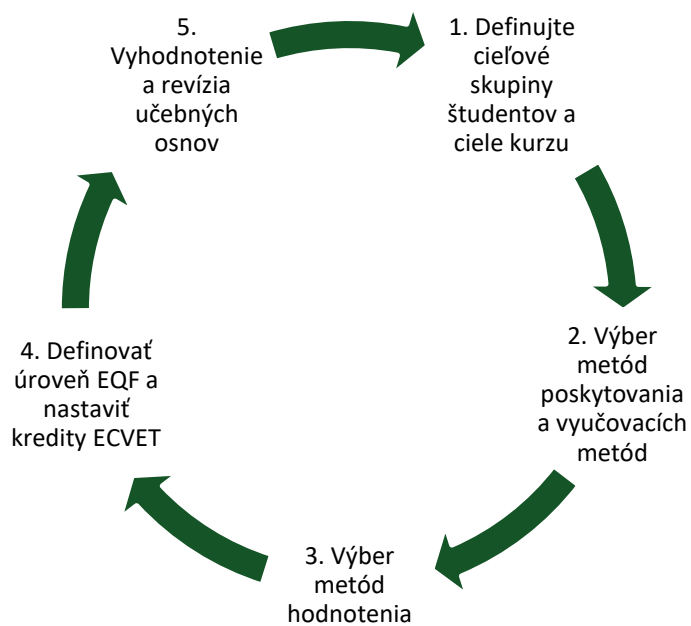 1. Definujte
cieľové
skupiny
študentov a
ciele kurzu
2. Výber
metód
poskytovania
a vyučovacích
metód
3. Výber
metód
hodnotenia
4. Definovať
úroveň EQF a
nastaviť
kredity ECVET
5.
Vyhodnotenie
a revízia
učebných
osnov